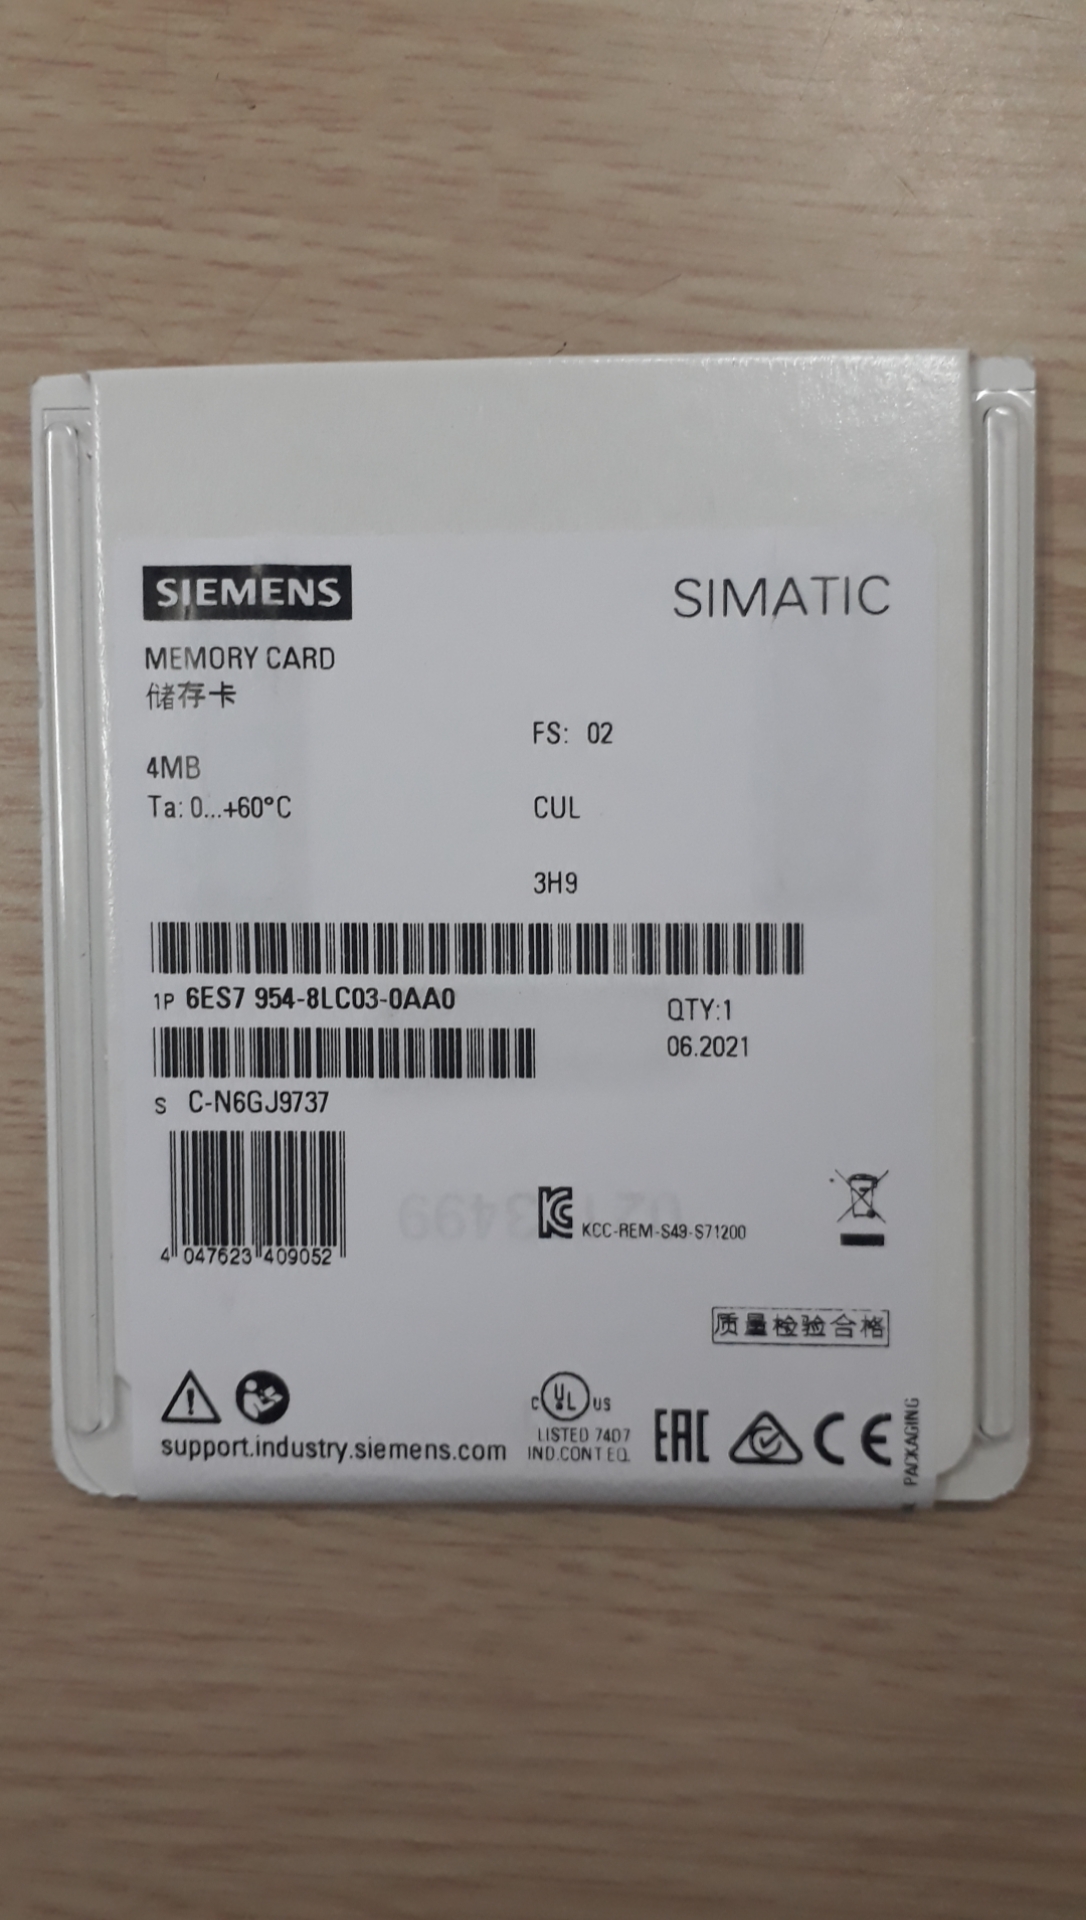 SIEMENS
SIMATIC
MEMORY CARD
储存卡
FS: 02
4MB
Ta: 0...+60°C
CUL
3H9
1P 6ES7 954-8LC03-0AA0
QTY:1
06.2021
S C-N6GJ9737
4 047623 409052
KCC-REM-S49-S71200
质量检验合格
C UL US
LISTED 7407
IND.CONT.EQ.
EAC
CE
support.industry.siemens.com
PACKAGING